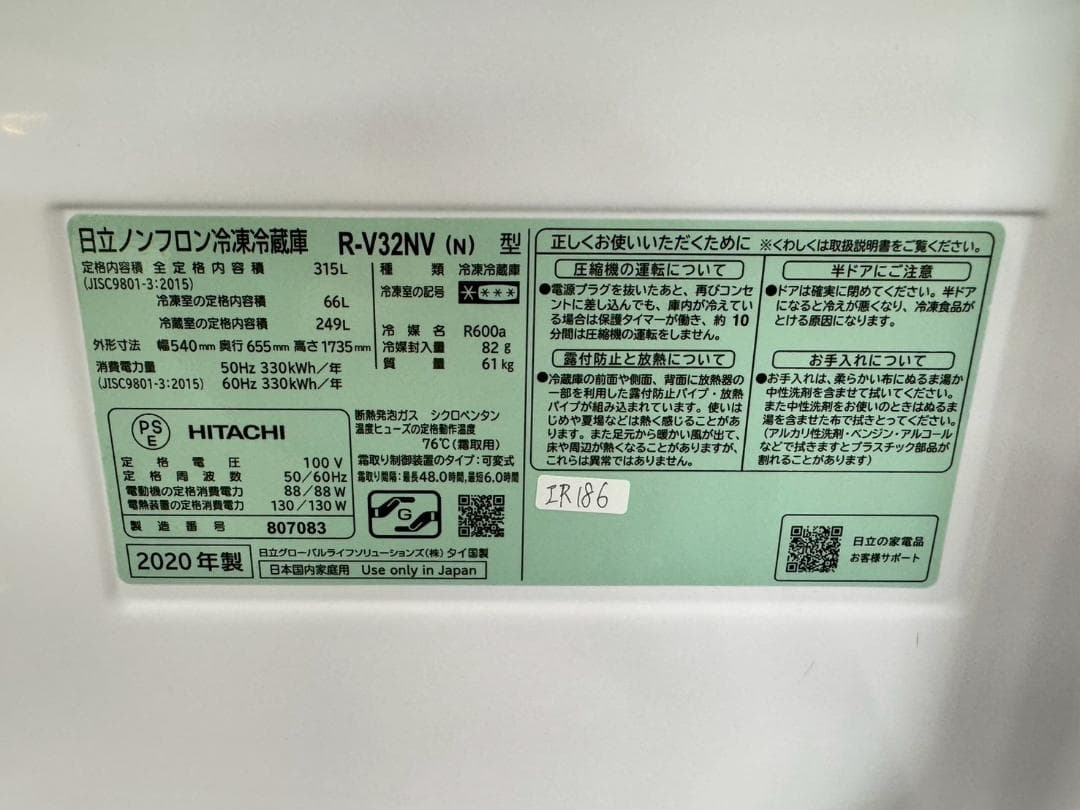 日立ノンフロン冷凍冷蔵庫 R-V32NV (N) 型
定格内容積 全定格内容積 315L
(JISC9801-3:2015)
冷凍室の定格内容積 66L
冷蔵室の定格内容積 249L
外形寸法 幅540mm 奥行655mm 高さ1735mm
消費電力量 50Hz 330kWh/年
(JISC9801-3:2015) 60Hz 330kWh/年
種類 冷凍冷蔵庫
冷凍室の記号 ****
冷媒名 R600a
冷媒封入量 82g
質量 61kg
PSE HITACHI
定格電圧 100V
定格周波数 50/60Hz
電動機の定格消費電力 88/88W
電熱装置の定格消費電力 130/130W
製造番号 807083
断熱発泡ガス シクロペンタン
温度ヒューズの定格動作温度
76℃(霜取用)
霜取り制御装置のタイプ:可変式
霜取り間隔:最長48.0時間,最短6.0時間
G
2020年製
日立グローバルライフソリューションズ(株) タイ国製
日本国内家庭用 Use only in Japan
正しくお使いいただくために ※くわしくは取扱説明書をご覧ください。
圧縮機の運転について
●電源プラグを抜いたあと、再びコンセ
ントに差し込んでも、庫内が冷えてい
る場合は保護タイマーが働き、約10
分間は圧縮機の運転をしません。
露付防止と放熱について
●冷蔵庫の前面や側面、背面に放熱器の
一部を利用した露付防止パイプ・放熱
パイプが組み込まれています。使いは
じめや夏場などは熱く感じることがあ
ります。また足元から暖かい風が出て、
床や周辺が熱くなることがありますが、
これらは異常ではありません。
半ドアにご注意
●ドアは確実に閉めてください。半ドア
になると冷えが悪くなり、冷凍食品が
とける原因になります。
お手入れについて
●お手入れは、柔らかい布にぬるま湯か
中性洗剤を含ませて拭いてください。
また中性洗剤をお使いのときはぬるま
湯を含ませた布で拭きとってください。
(アルカリ性洗剤・ベンジン・アルコール
などで拭きますとプラスチック部品が
割れることがあります)
IR186
日立の家電品
お客様サポート